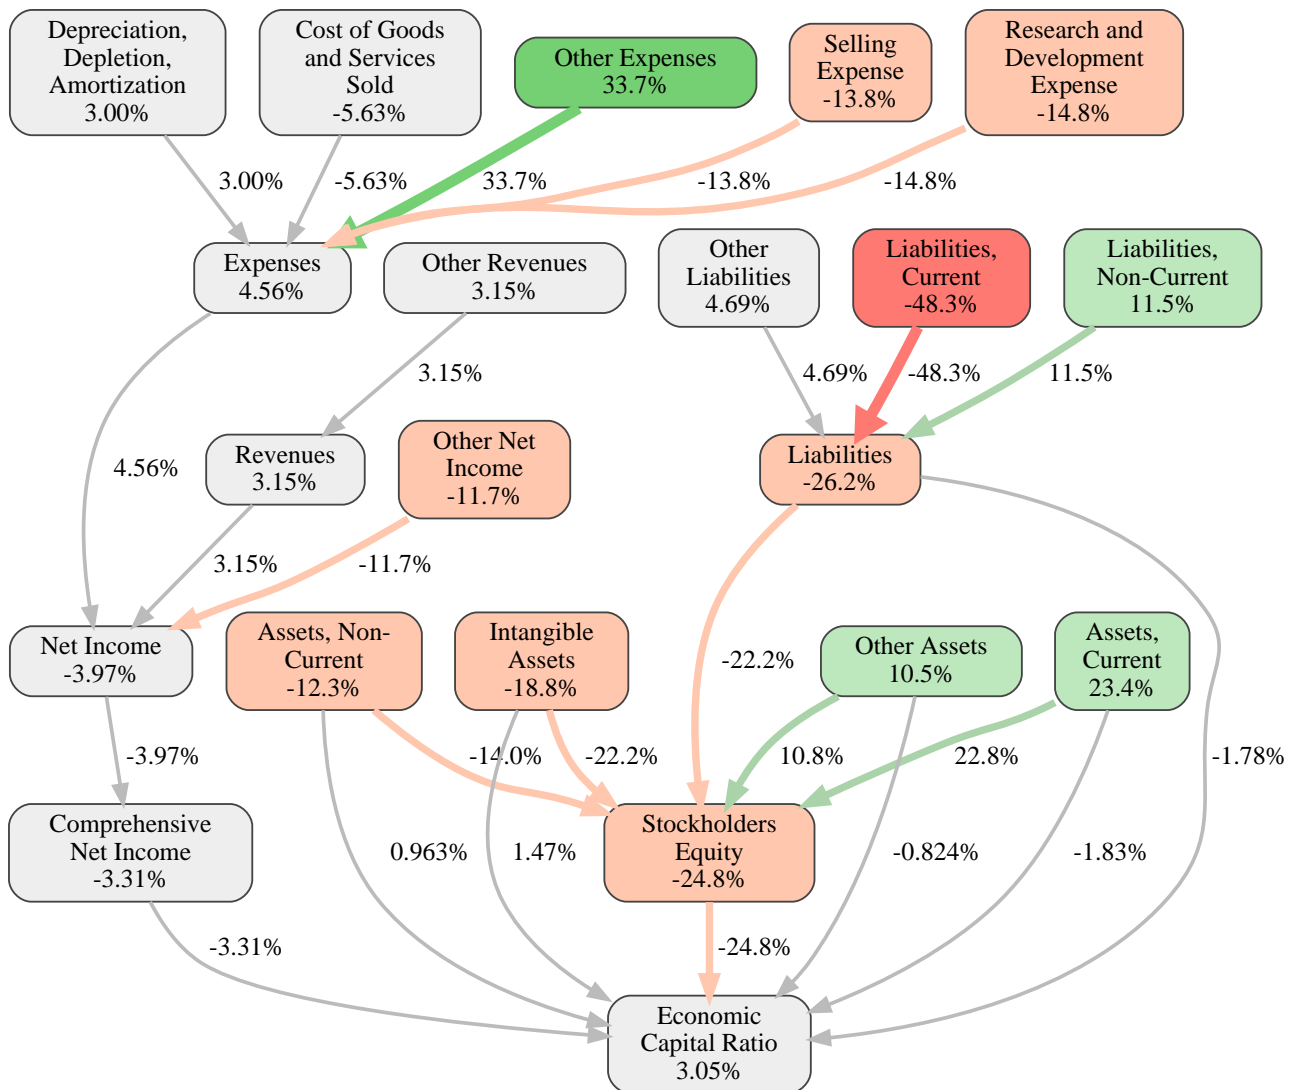 Depreciation,
Depletion,
Amortization
3.00%
Cost of Goods
and Services
Sold
-5.63%
Other Expenses
33.7%
Selling
Expense
-13.8%
Research and
Development
Expense
-14.8%
3.00%
-5.63%
33.7%
-13.8%
-14.8%
Expenses
4.56%
Other Revenues
3.15%
Other
Liabilities
4.69%
Liabilities,
Current
-48.3%
Liabilities,
Non-Current
11.5%
3.15%
4.69%
-48.3%
11.5%
4.56%
Revenues
3.15%
Other Net
Income
-11.7%
Liabilities
-26.2%
3.15%
-11.7%
Net Income
-3.97%
Assets, Non-
Current
-12.3%
Intangible
Assets
-18.8%
-22.2%
Other Assets
10.5%
Assets,
Current
23.4%
-3.97%
-14.0%
-22.2%
10.8%
22.8%
-1.78%
Comprehensive
Net Income
-3.31%
0.963%
1.47%
Stockholders
Equity
-24.8%
-0.824%
-1.83%
-3.31%
-24.8%
Economic
Capital Ratio
3.05%